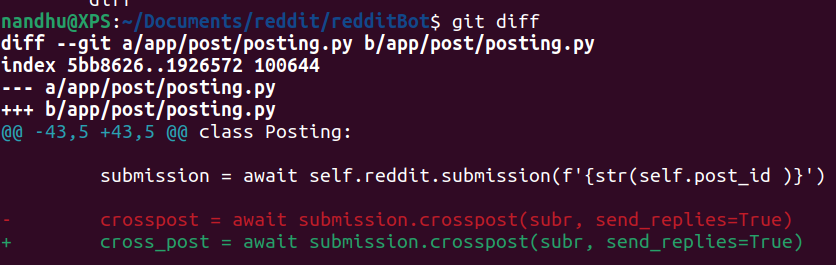 diff
nandhu@XPS:~/Documents/reddit/redditBot$ git diff
diff --git a/app/post/posting.py b/app/post/posting.py
index 5bb8626..1926572 100644
--- a/app/post/posting.py
+++ b/app/post/posting.py
@@ -43,5 +43,5 @@ class Posting:
submission = await self.reddit.submission(f'{str(self.post_id )}')
-        crosspost = await submission.crosspost(subr, send_replies=True)
+        cross_post = await submission.crosspost(subr, send_replies=True)